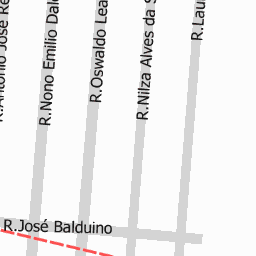 R.Antonio José Re
R.Nono Emilio Dal
R.Oswaldo Lea
R.Nilza Alves da S
R.Lau
R.José Balduino